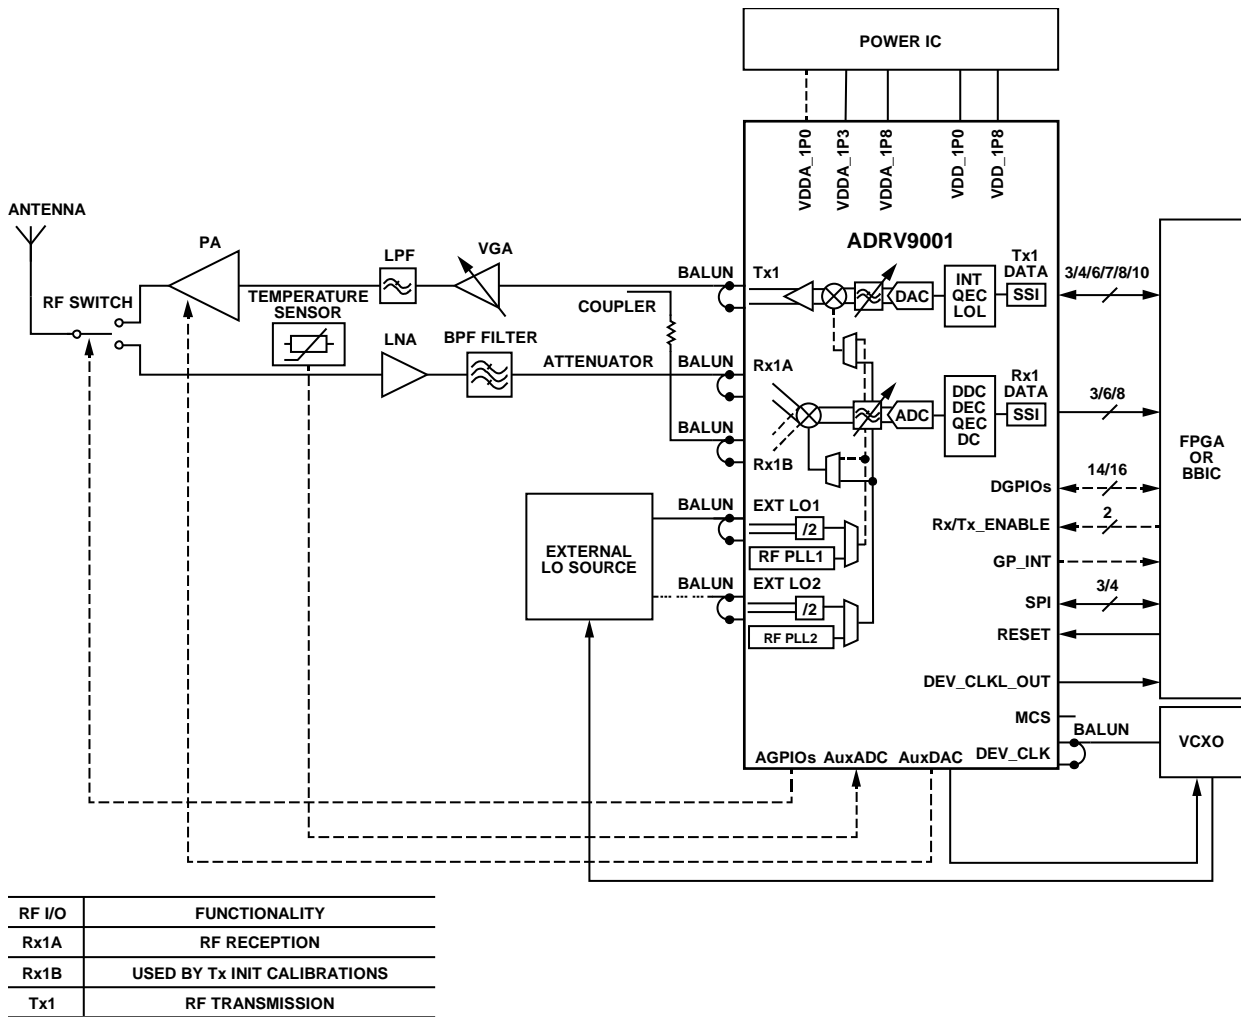 POWER IC
VDDA_1P0
VDDA_1P3
VDDA_1P8
VDD_1P0
VDD_1P8
ADRV9001
ANTENNA
PA
LPF
VGA
BALUN
Tx1
DAC
INT
QEC
LOL
Tx1
DATA
SSI
3/4/6/7/8/10
RF SWITCH
TEMPERATURE
SENSOR
COUPLER
LNA
BPF FILTER
ATTENUATOR
BALUN
Rx1A
ADC
DDC
DEC
QEC
DC
Rx1
DATA
SSI
3/6/8
BALUN
Rx1B
FPGA
OR
BBIC
DGPIOs
14/16
Rx/Tx_ENABLE
2
GP_INT
SPI
3/4
RESET
DEV_CLKL_OUT
MCS
EXTERNAL
LO SOURCE
BALUN
EXT LO1
/2
RF PLL1
BALUN
EXT LO2
/2
RF PLL2
BALUN
VCXO
AGPIOs
AuxADC
AuxDAC
DEV_CLK
RF I/O FUNCTIONALITY
Rx1A RF RECEPTION
Rx1B USED BY Tx INIT CALIBRATIONS
Tx1 RF TRANSMISSION